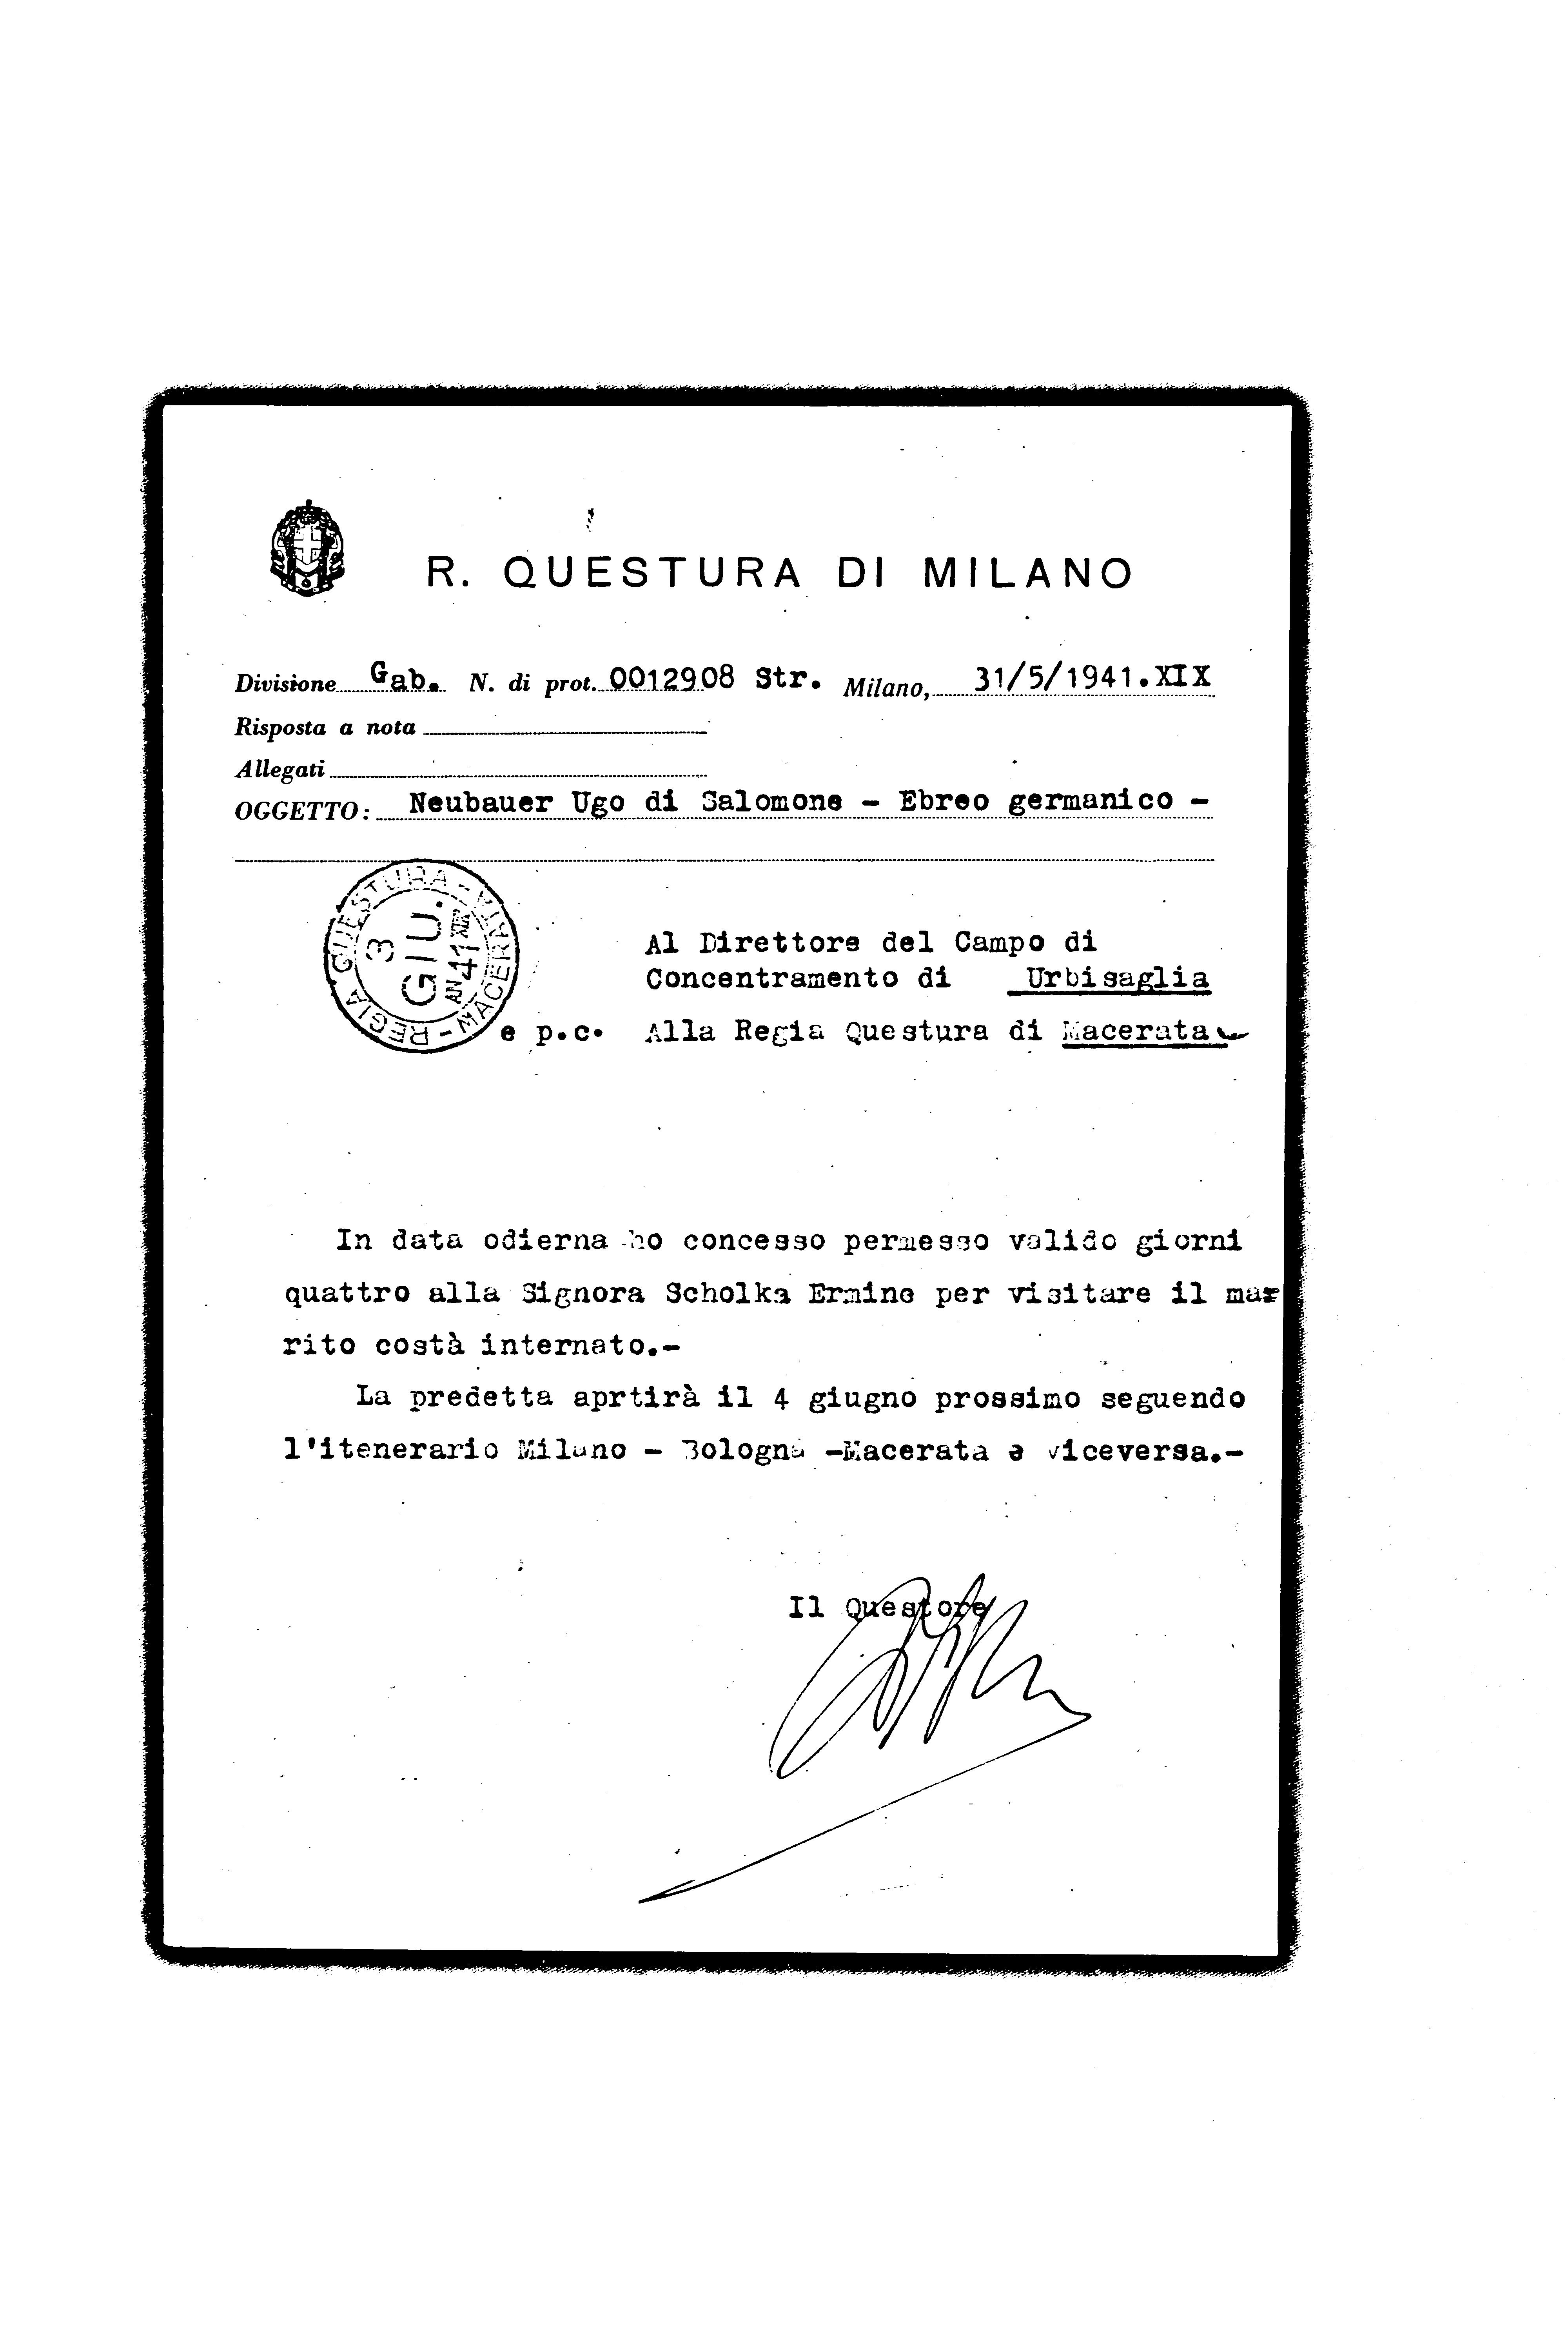 R. QUESTURA DI MILANO
Divisione Gab. N. di prot. 0012908 Str. Milano, 31/5/1941.XIX
Risposta a nota
Allegati
OGGETTO: Neubauer Ugo di Salomone - Ebreo germanico -
REGIA QUESTURA - MACERATA -
3
GIU.
AN 41 XIX
Al Direttore del Campo di
Concentramento di Urbisaglia
e p.c. Alla Regia Questura di Macerata
In data odierna ho concesso permesso valido giorni
quattro alla Signora Scholka Ermine per visitare il mar
rito costà internato.-
La predetta aprtirà il 4 giugno prossimo seguendo
l'itenerario Milano - Bologna -Macerata e viceversa.-
Il Questore